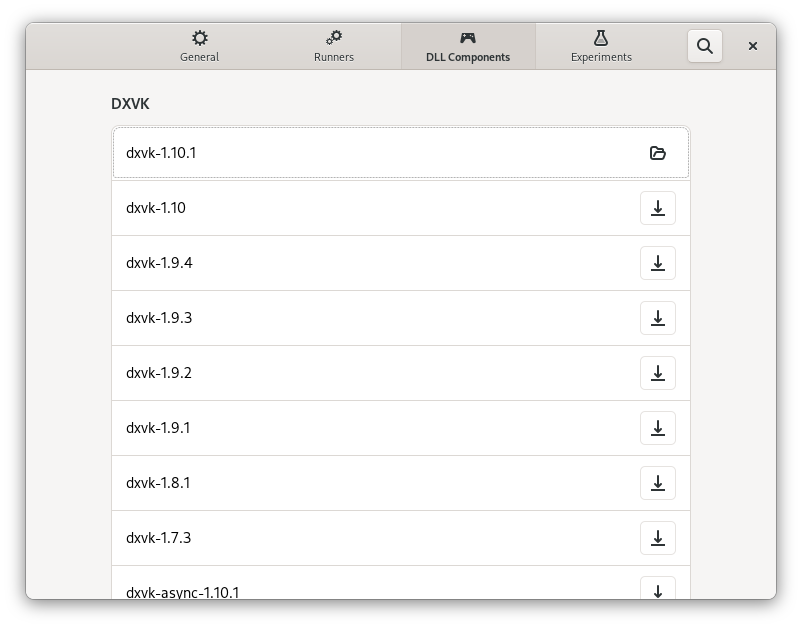 General
Runners
DLL Components
Experiments
DXVK
dxvk-1.10.1
dxvk-1.10
dxvk-1.9.4
dxvk-1.9.3
dxvk-1.9.2
dxvk-1.9.1
dxvk-1.8.1
dxvk-1.7.3
dxvk-async-1.10.1